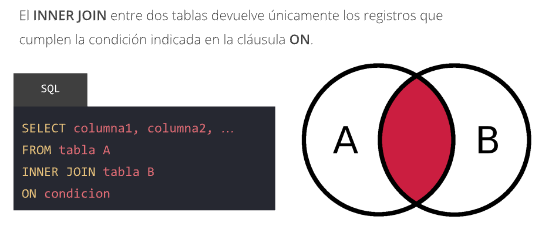 El INNER JOIN entre dos tablas devuelve únicamente los registros que
cumplen la condición indicada en la cláusula ON.
SQL
SELECT columna1, columna2, ...
FROM tabla A
INNER JOIN tabla B
ON condicion
A
B